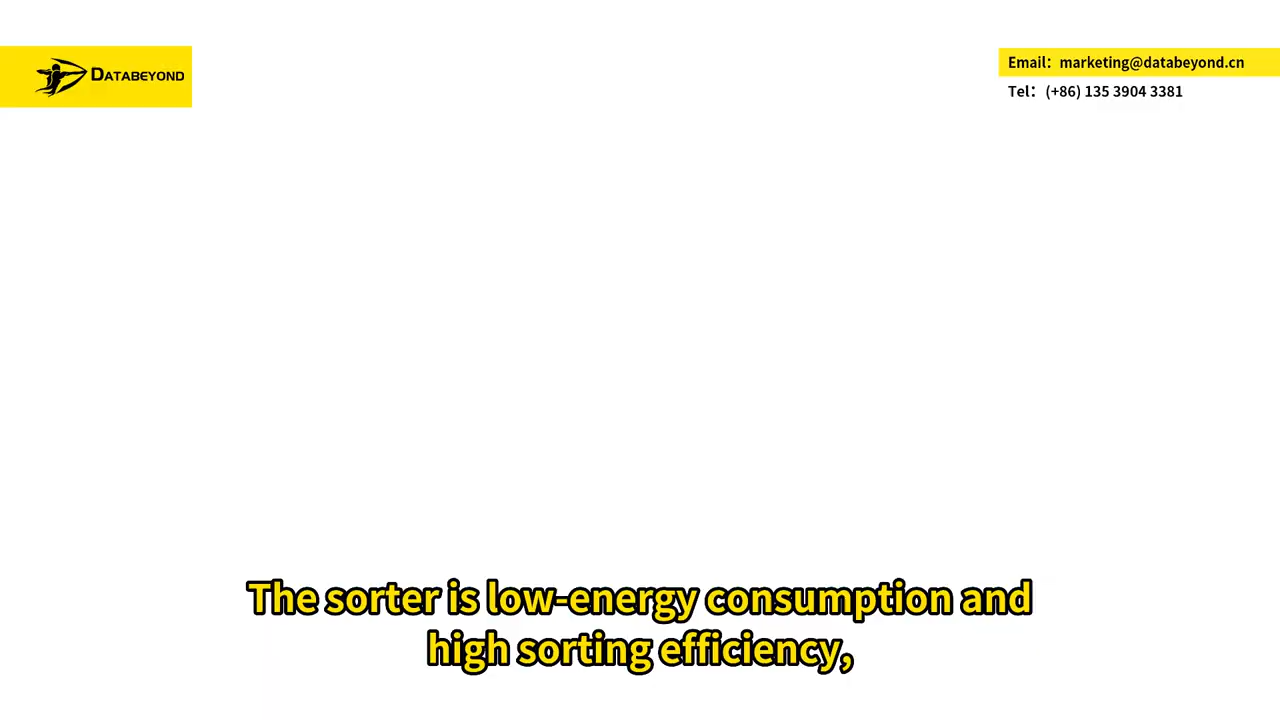 DATABEYOND
Email：marketing@databeyond.cn
Tel：(+86) 135 3904 3381
The sorter is low-energy consumption and
high sorting efficiency,